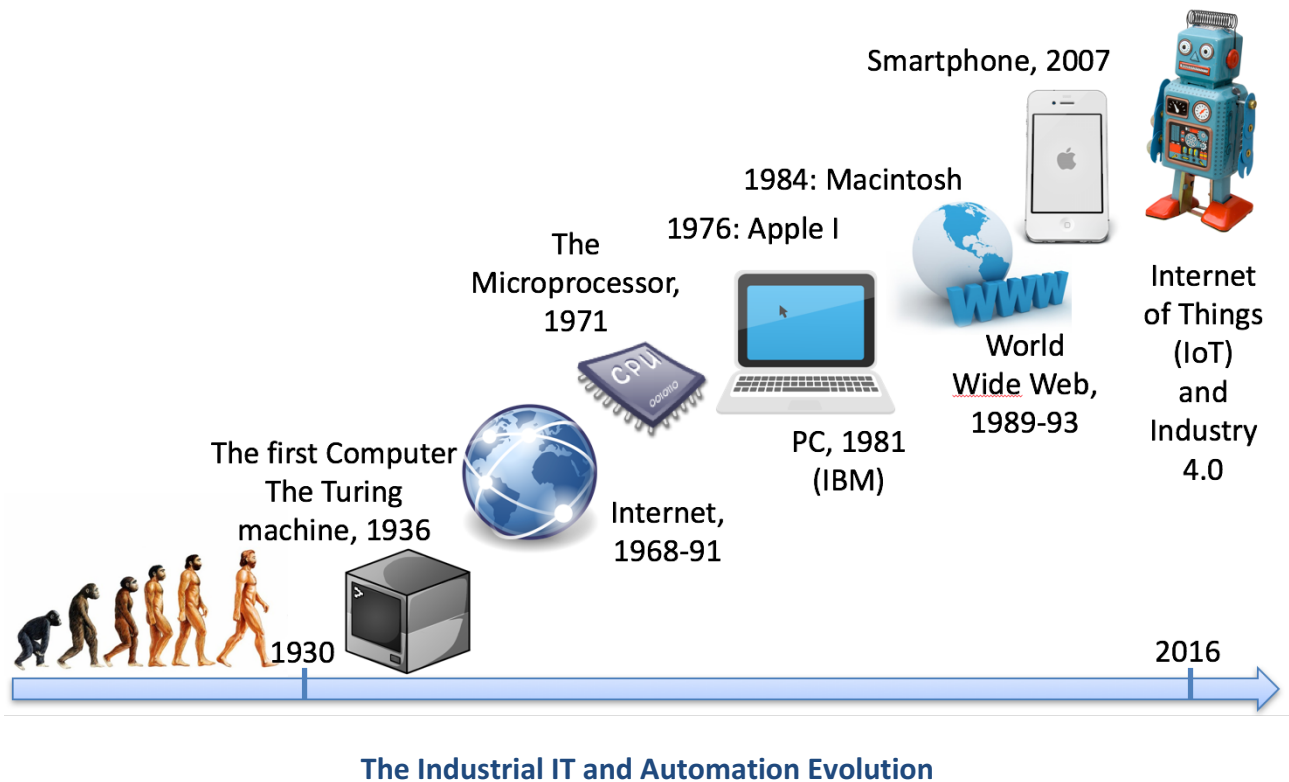 Smartphone, 2007
1984: Macintosh
1976: Apple I
The
Microprocessor,
1971
CPU
0010110
WWW
Internet
of Things
(IoT)
and
Industry
4.0
World
Wide Web,
1989-93
PC, 1981
(IBM)
The first Computer
The Turing
machine, 1936
Internet,
1968-91
>
1930
2016
The Industrial IT and Automation Evolution